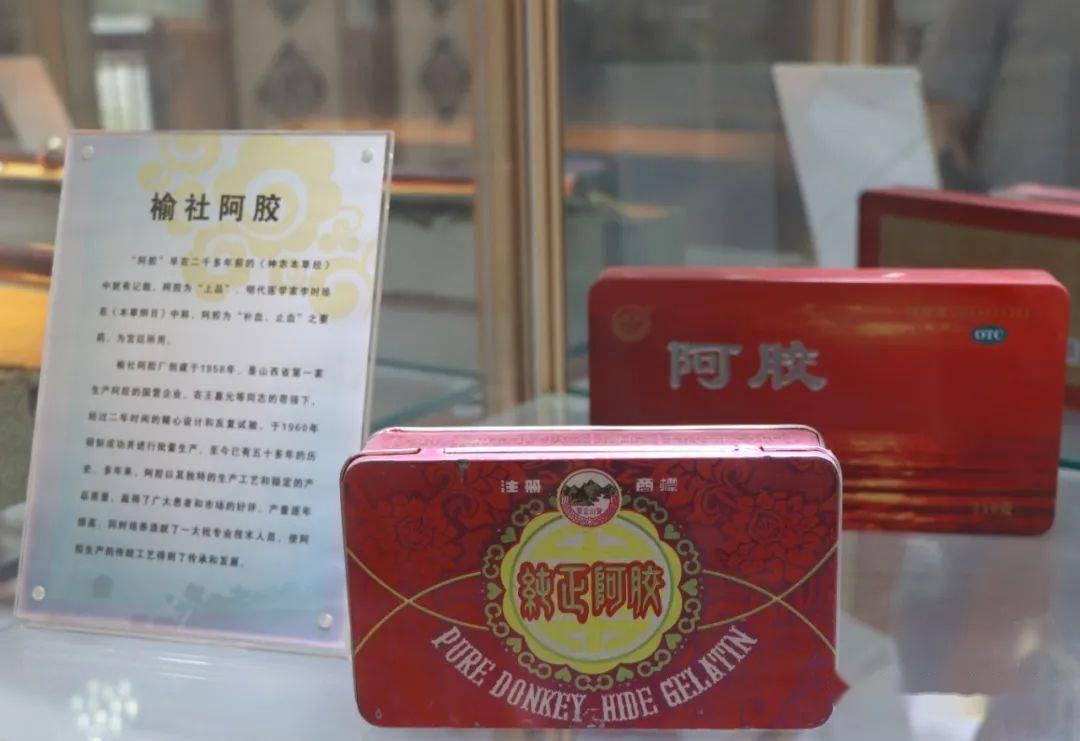 榆社阿胶
“阿胶”早在二千多年前的《神农本草经》
中就有记载，阿胶为“上品”，明代医学家李时珍
在《本草纲目》中称，阿胶为“补血、止血”之要
药，为宫廷所用。
榆社阿胶厂创建于1958年，是山西省第一家
生产阿胶的国营企业，在王嘉元等同志的带领下，
经过二年时间的精心设计和反复试验，于1960年
研制成功并进行批量生产，至今已有五十多年的历
史。多年来，阿胶以其独特的生产工艺和稳定的产
品质量，赢得了广大患者和市场的好评，产量逐年
提高，同时培养造就了一大批专业技术人员，使阿
胶生产的传统工艺得到了传承和发展。
OTC
阿胶
注册 商標
純正阿胶
PURE DONKEY-HIDE GELATIN